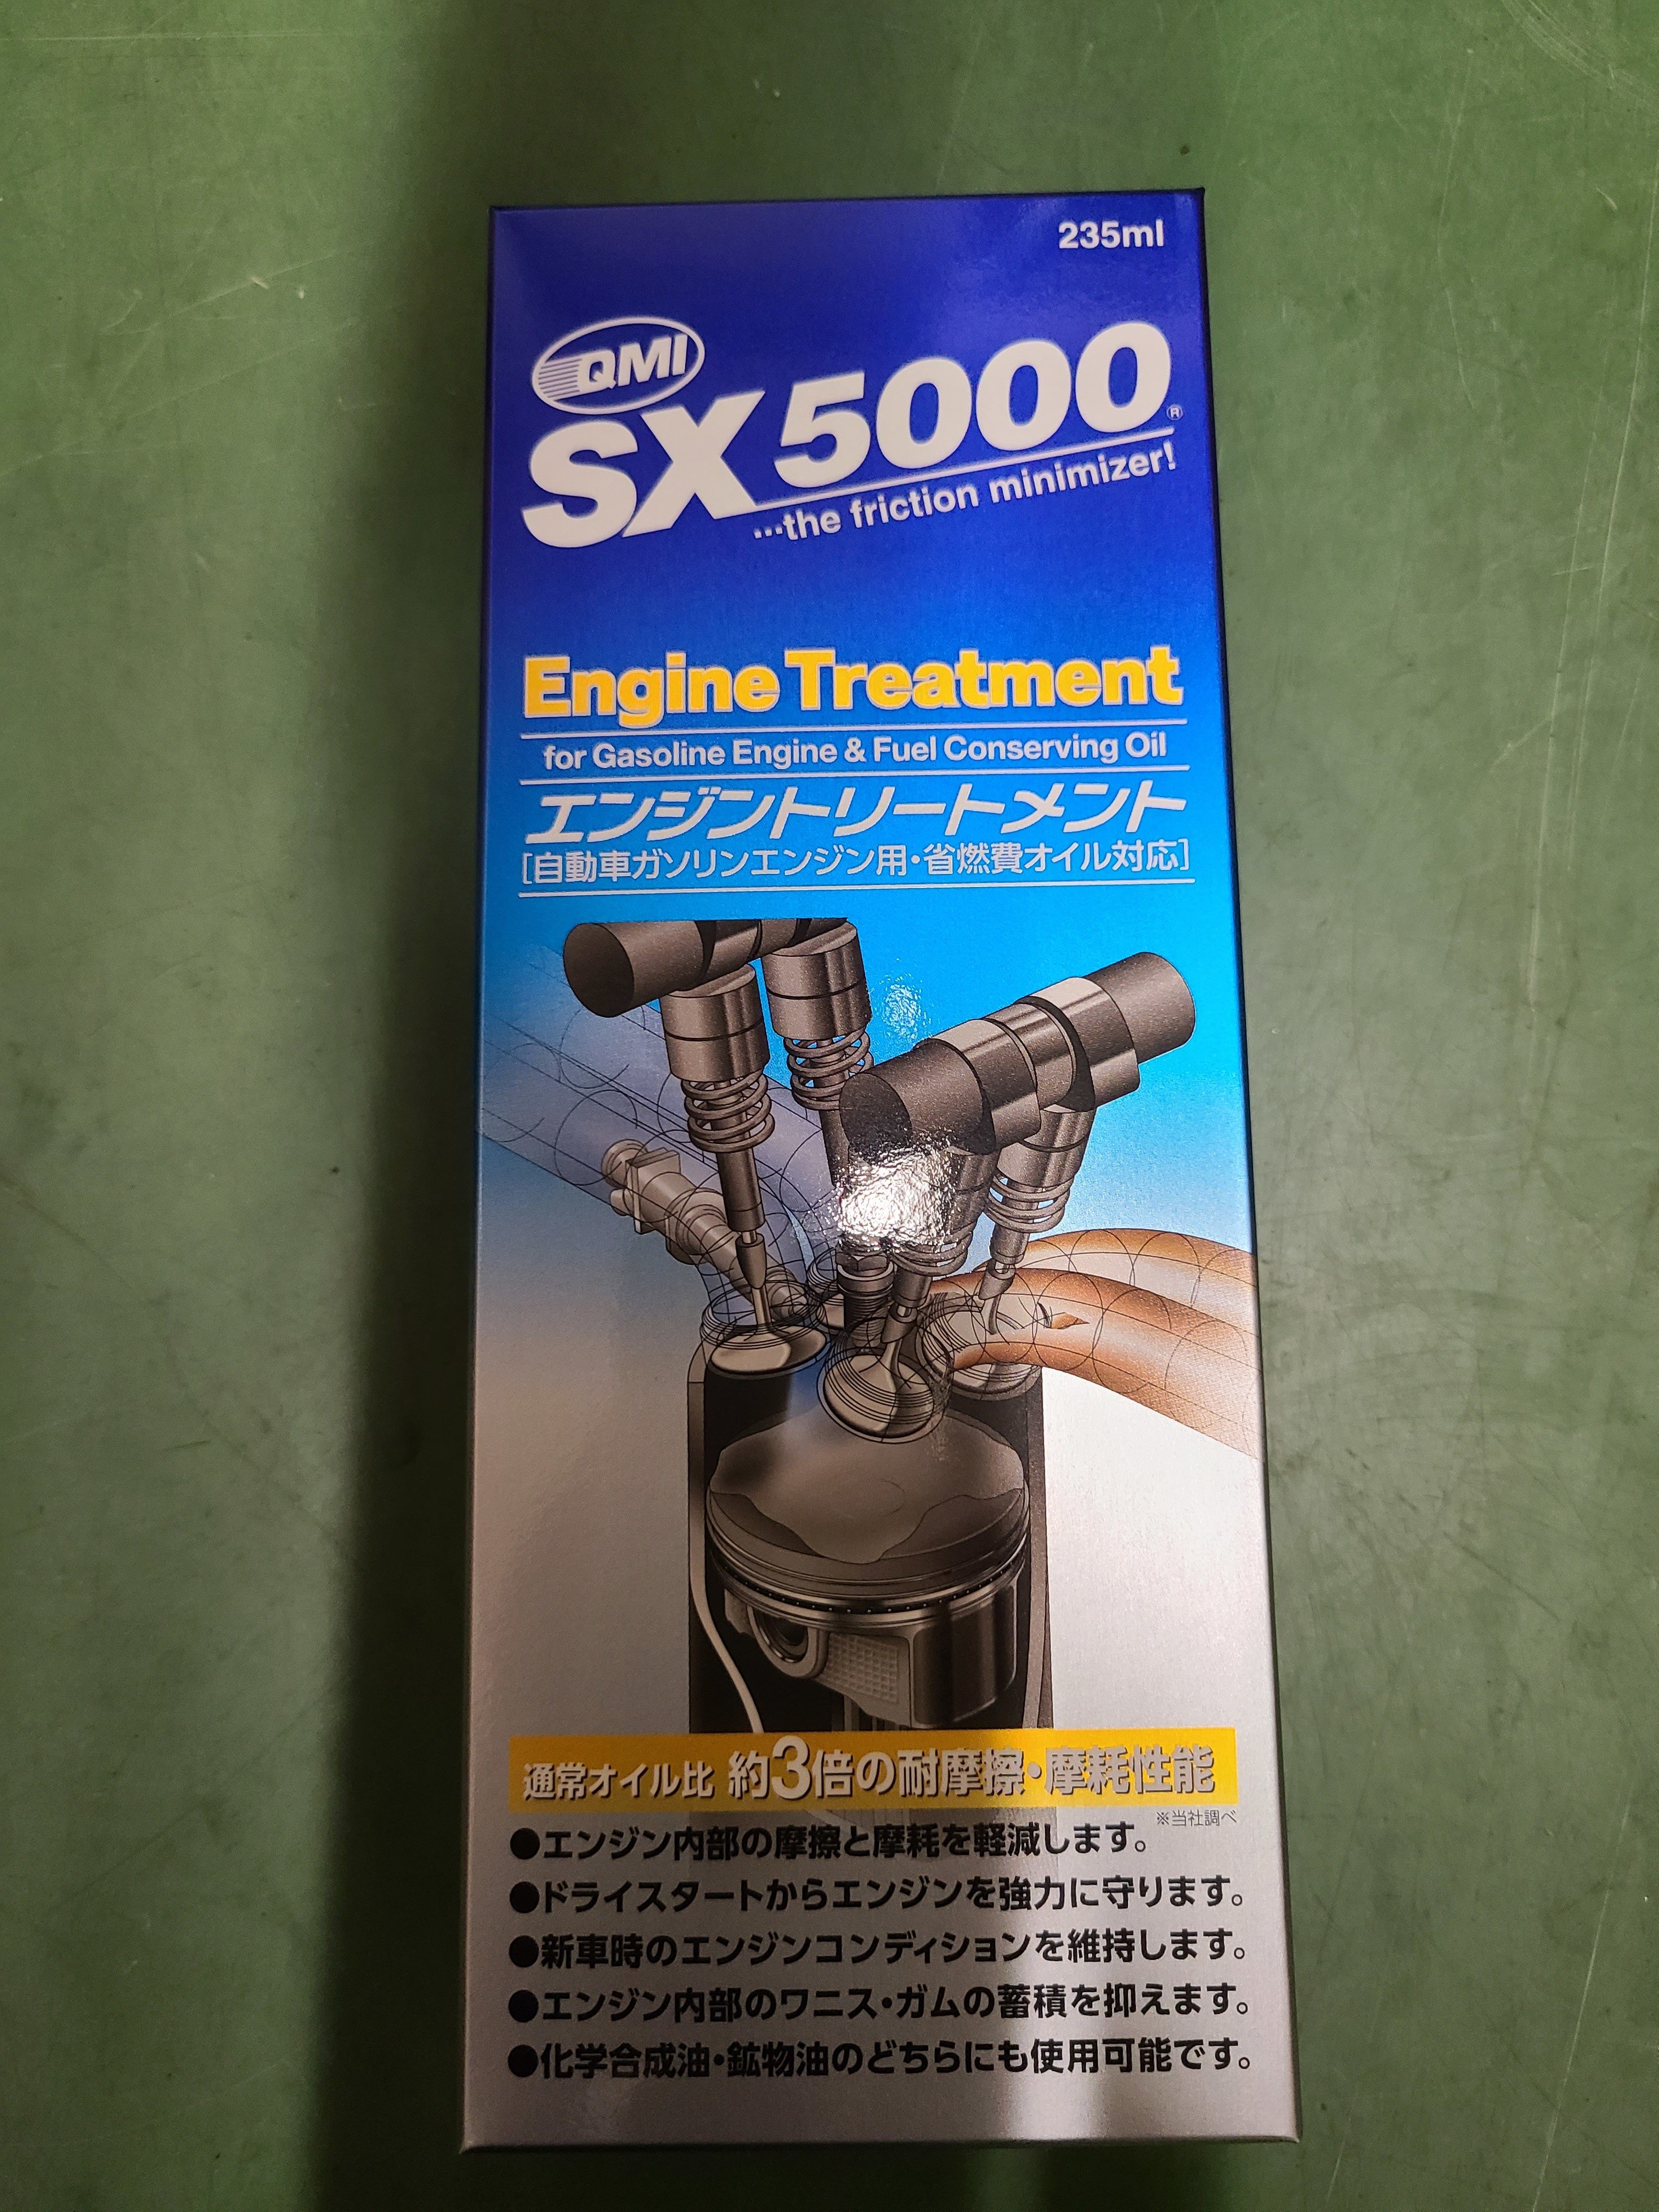 235ml
QMI
SX5000®
...the friction minimizer!
Engine Treatment
for Gasoline Engine & Fuel Conserving Oil
エンジントリートメント
[自動車ガソリンエンジン用・省燃費オイル対応]
通常オイル比 約3倍の耐摩擦・摩耗性能
※当社調べ
●エンジン内部の摩擦と摩耗を軽減します。
●ドライスタートからエンジンを強力に守ります。
●新車時のエンジンコンディションを維持します。
●エンジン内部のワニス・ガムの蓄積を抑えます。
●化学合成油・鉱物油のどちらにも使用可能です。